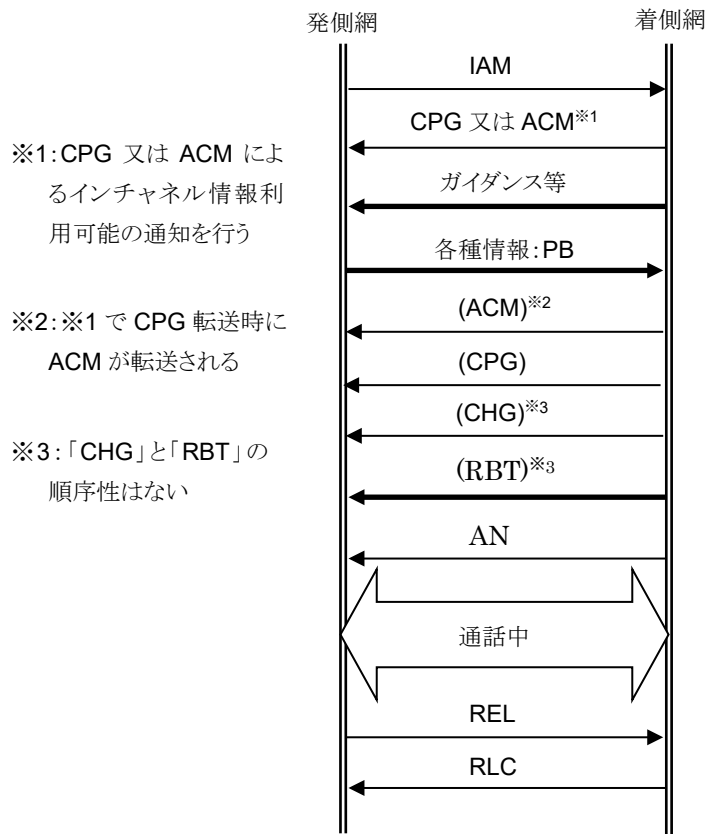 発側網
着側網
IAM
CPG 又は ACM※1
※1:CPG 又は ACM によ
るインチャネル情報利
用可能の通知を行う
ガイダンス等
各種情報:PB
(ACM)※2
※2:※1 で CPG 転送時に
ACM が転送される
(CPG)
(CHG)※3
※3:「CHG」と「RBT」の
順序性はない
(RBT)※3
AN
通話中
REL
RLC